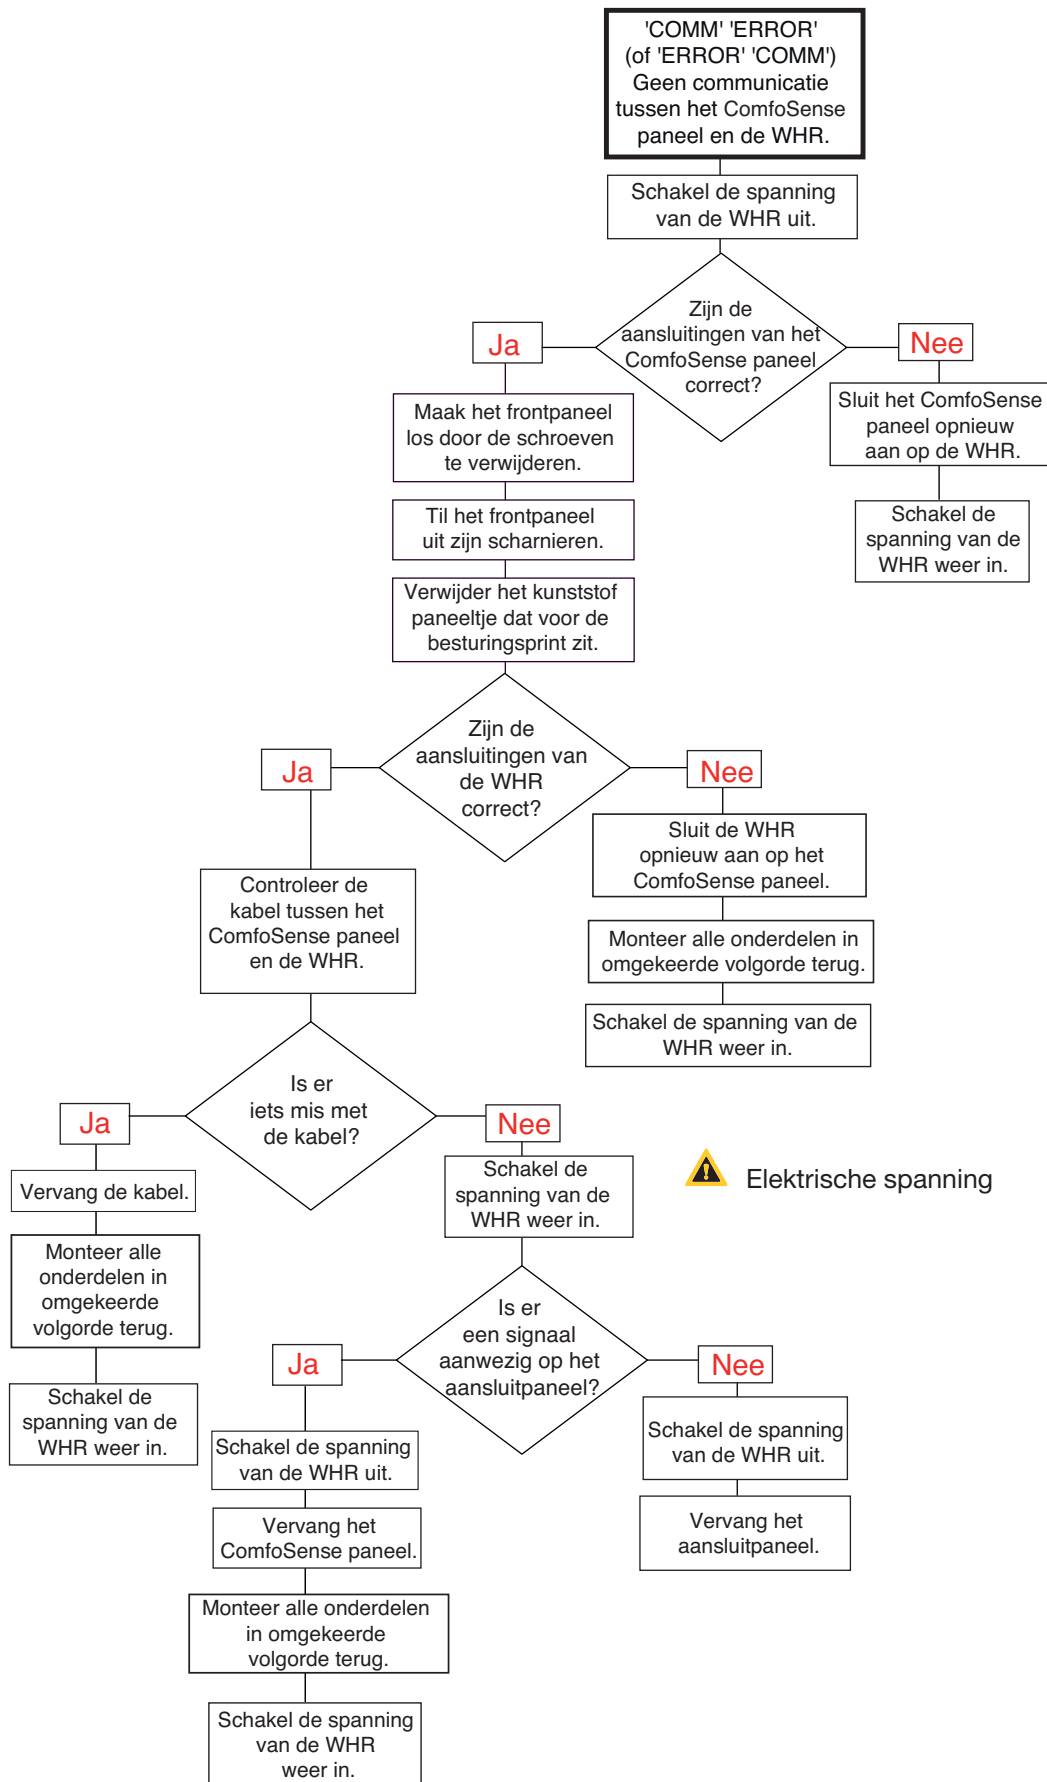 'COMM' 'ERROR'
(of 'ERROR' 'COMM')
Geen communicatie
tussen het ComfoSense
paneel en de WHR.
Schakel de spanning
van de WHR uit.
Zijn de
aansluitingen van het
ComfoSense paneel
correct?
Ja
Nee
Maak het frontpaneel
los door de schroeven
te verwijderen.
Sluit het ComfoSense
paneel opnieuw
aan op de WHR.
Til het frontpaneel
uit zijn scharnieren.
Schakel de
spanning van de
WHR weer in.
Verwijder het kunststof
paneeltje dat voor de
besturingsprint zit.
Zijn de
aansluitingen van
de WHR
correct?
Ja
Nee
Sluit de WHR
opnieuw aan op het
ComfoSense paneel.
Controleer de
kabel tussen het
ComfoSense paneel
en de WHR.
Monteer alle onderdelen in
omgekeerde volgorde terug.
Schakel de spanning van de
WHR weer in.
Is er
iets mis met
de kabel?
Ja
Nee
Vervang de kabel.
Schakel de
spanning van de
WHR weer in.
Elektrische spanning
Monteer alle
onderdelen in
omgekeerde
volgorde terug.
Is er
een signaal
aanwezig op het
aansluitpaneel?
Ja
Nee
Schakel de
spanning van de
WHR weer in.
Schakel de spanning
van de WHR uit.
Schakel de spanning
van de WHR uit.
Vervang het
ComfoSense paneel.
Vervang het
aansluitpaneel.
Monteer alle onderdelen
in omgekeerde
volgorde terug.
Schakel de spanning
van de WHR
weer in.